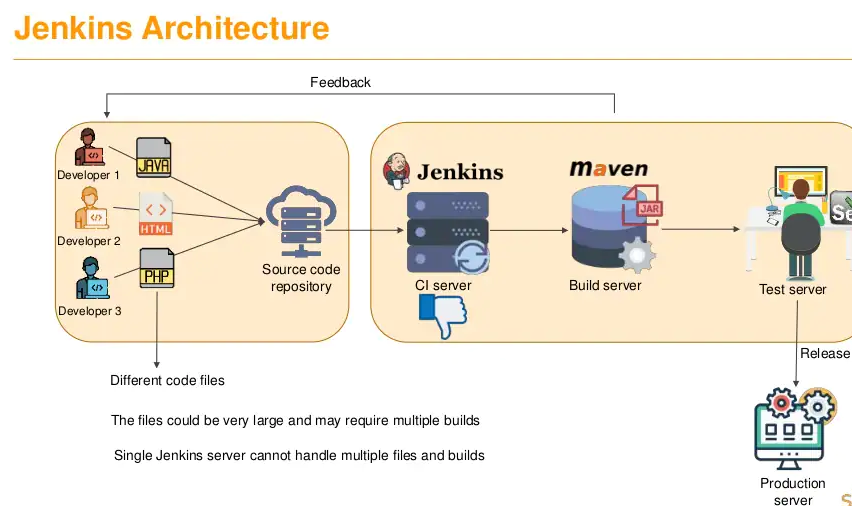 Jenkins Architecture
Feedback
Developer 1
JAVA
Jenkins
maven
JAR
Developer 2
HTML
Se
Developer 3
PHP
Source code
repository
CI server
Build server
Test server
Release
Different code files
The files could be very large and may require multiple builds
Single Jenkins server cannot handle multiple files and builds
Production
server
S